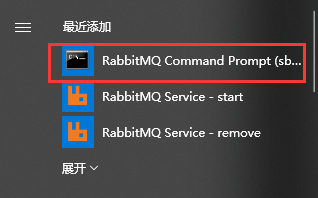 最近添加
RabbitMQ Command Prompt (sb...
RabbitMQ Service - start
RabbitMQ Service - remove
展开